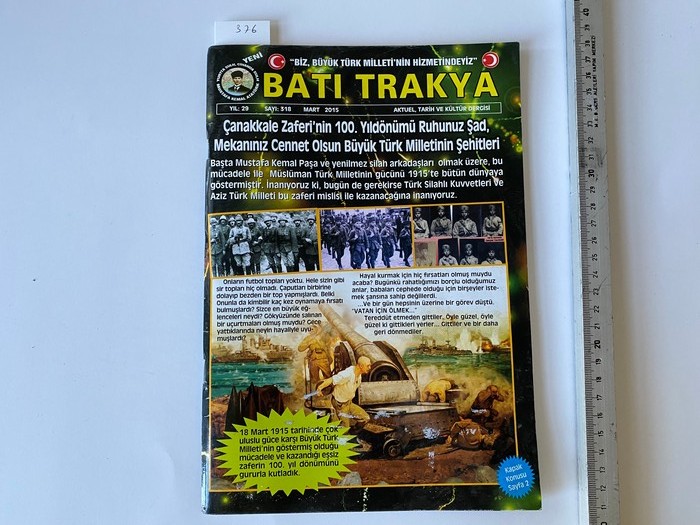 376
YENİ
"BİZ, BÜYÜK TÜRK MİLLETİ'NİN HİZMETİNDEYİZ"
BATI TRAKYA
YIL: 29 SAYI: 318 MART 2015 AKTUEL, TARİH VE KÜLTÜR DERGİSİ
Çanakkale Zaferi'nin 100. Yıldönümü Ruhunuz Şad,
Mekanınız Cennet Olsun Büyük Türk Milletinin Şehitleri
Başta Mustafa Kemal Paşa ve yenilmez silah arkadaşları olmak üzere, bu
mücadele ile Müslüman Türk Milletinin gücünü 1915'te bütün dünyaya
göstermiştir. İnanıyoruz ki, bugün de gerekirse Türk Silahlı Kuvvetleri ve
Aziz Türk Milleti bu zaferi mislisi ile kazanacağına inanıyoruz.
Onların futbol topları yoktu. Hele sizin gibi
sir topları hiç olmadı. Çaputları birbirine
dolayıp bezden bir top yapmışlardı. Belki
Onunla da kimbilir kaç kez oynamaya fırsatı
bulmuşlardı? Sizce en büyük eğ-
lenceleri neydi? Gökyüzünde salınan
bir uçurtmaları olmuş muydu? Gece
yattıklarında neyin hayaliyle uyu-
muşlardı?
Hayal kurmak için hiç fırsatları olmuş muydu
acaba? Bugünkü rahatlığımızı borçlu olduğumuz
anlar, babaları cephede olduğu için birşeyler iste-
mek şansına sahip değillerdi.
...Ve bir gün hepsinin üzerine bir görev düştü.
"VATAN İÇİN ÖLMEK..."
Tereddüt etmeden gittiler. Öyle güzel, öyle
güzel ki gittikleri yerler... Gittiler ve bir daha
geri dönmediler.
18 Mart 1915 tarihinde çok
uluslu güce karşı Büyük Türk
Milleti'nin göstermiş olduğu
mücadele ve kazandığı eşsiz
zaferin 100. yıl dönümünü
gururla kutladık.
Kapak
Konusu
Sayfa 2